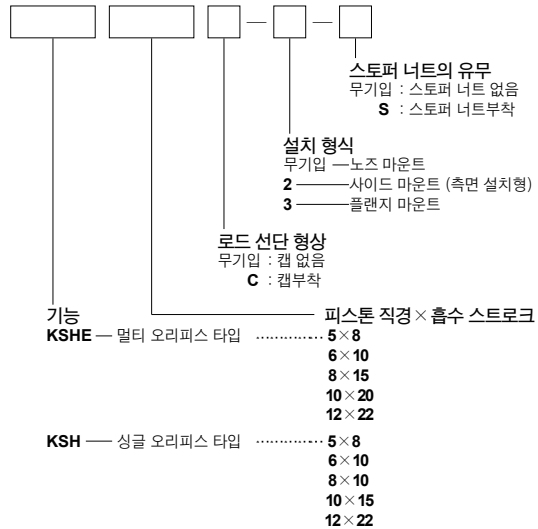 스토퍼 너트의 유무
무기입 : 스토퍼 너트 없음
S : 스토퍼 너트부착
설치 형식
무기입 — 노즈 마운트
2 — 사이드 마운트 (측면 설치형)
3 — 플랜지 마운트
로드 선단 형상
무기입 : 캡 없음
C : 캡부착
기능
피스톤 직경×흡수 스트로크
KSHE — 멀티 오리피스 타입 ··············· 5×8
6×10
8×15
10×20
12×22
KSH — 싱글 오리피스 타입 ··············· 5×8
6×10
8×10
10×15
12×22